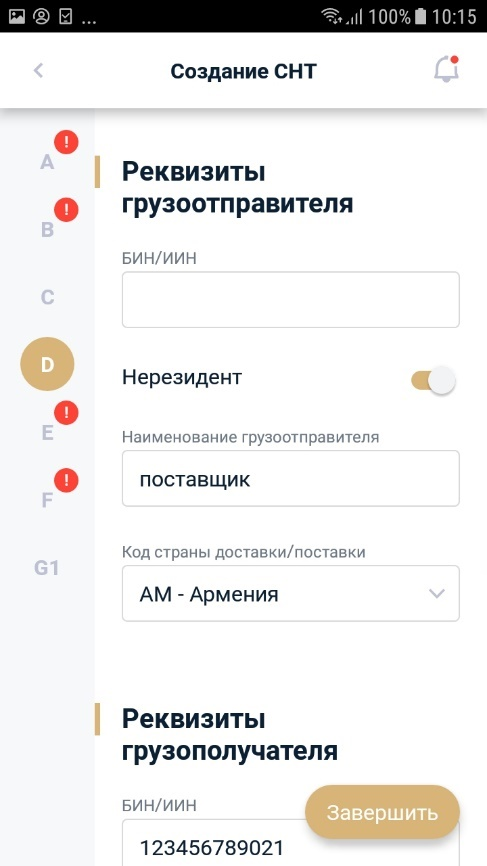 ... 100% 10:15
Создание СНТ
A !
B !
C
D
E !
F !
G1
Реквизиты
грузоотправителя
БИН/ИИН
Нерезидент
Наименование грузоотправителя
поставщик
Код страны доставки/поставки
AM - Армения
Реквизиты
грузополучателя
БИН/ИИН
123456789021
Завершить